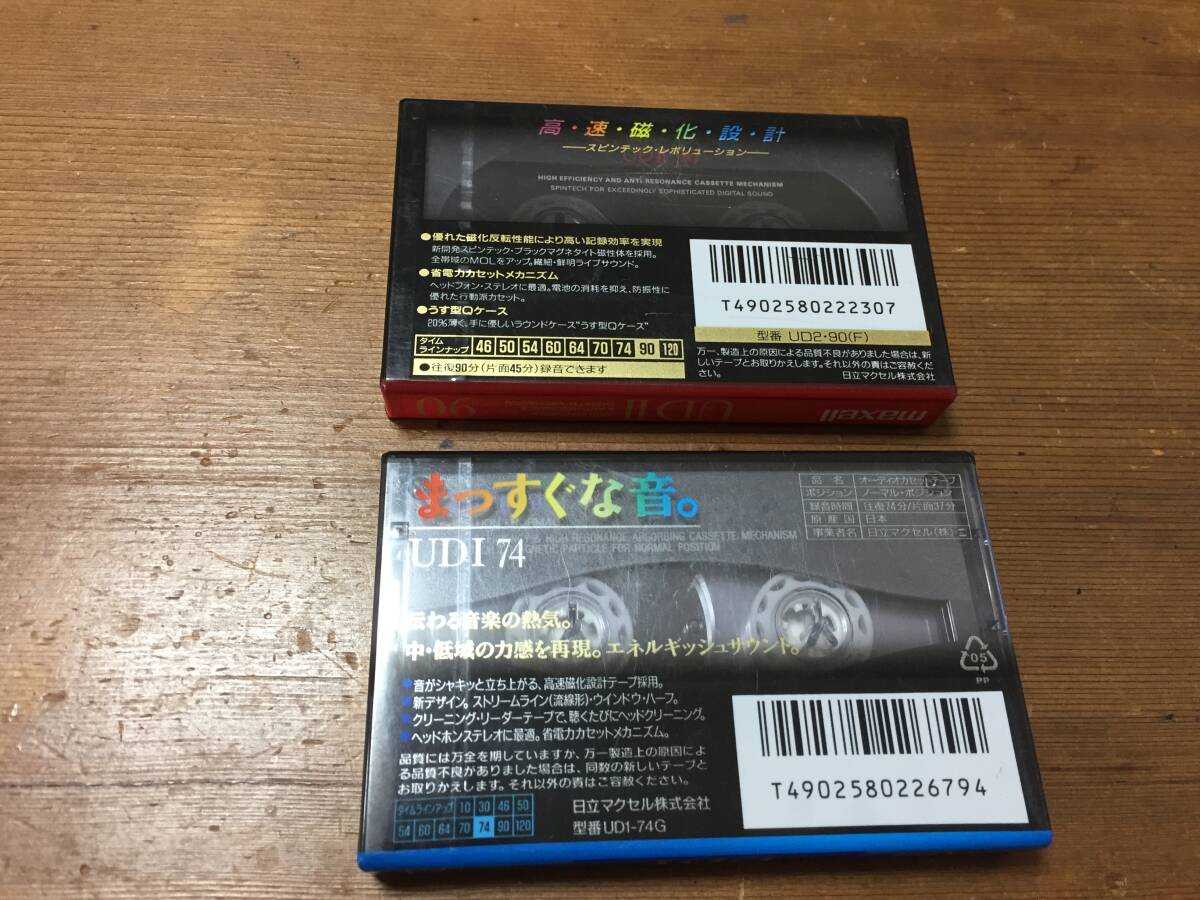 高・速・磁・化・設・計
スピンテック・レボリューション
HIGH EFFICIENCY AND ANTI-RESONANCE CASSETTE MECHANISM
SPINTECH FOR EXCEEDINGLY SOPHISTICATED DIGITAL SOUND
●優れた磁化反転性能により高い記録効率を実現
新開発スピンテック・ブラックマグネタイト磁性体を採用。
全帯域のMOLをアップ。繊細・鮮明ライブサウンド。
●省電力カセットメカニズム
ヘッドフォン・ステレオに最適。電池の消耗を抑え、防振性に
優れた行動派カセット。
●うす型Qケース
20%薄く、手に優しいラウンドケース“うす型Qケース”
タイム
ラインナップ 46 50 54 60 64 70 74 90 120
●往復90分(片面45分)録音できます
T4902580222307
型番 UD2・90(F)
万一、製造上の原因による品質不良がありました場合は、新
しいテープとお取りかえします。それ以外の責はご容赦くだ
さい。
日立マクセル株式会社
maxell
UD II
90
まっすぐな音。
UDI 74
& HIGH RESONANCE ABSORBING CASSETTE MECHANISM
PARTICLE FOR NORMAL POSITION
品名 オーディオカセットテープ
ポジション ノーマル・ポジション
録音時間 往復74分/片面37分
原産国 日本
事業者名 日立マクセル(株)
伝わる音楽の熱気。
中・低域の力感を再現。エネルギッシュサウンド。
●音がシャキッと立ち上がる、高速磁化設計テープ採用。
●新デザイン。ストリームライン(流線形)・ウインドウ・ハーフ。
●クリーニング・リーダーテープで、聴くたびにヘッドクリーニング。
●ヘッドホンステレオに最適。省電力カセットメカニズム。
品質には万全を期していますが、万一製造上の原因によ
る品質不良がありました場合は、同数の新しいテープと
お取りかえします。それ以外の責はご容赦ください。
タイムラインナップ 10 30 46 50
54 60 64 70 74 90 120
日立マクセル株式会社
型番 UD1-74G
05
PP
T4902580226794